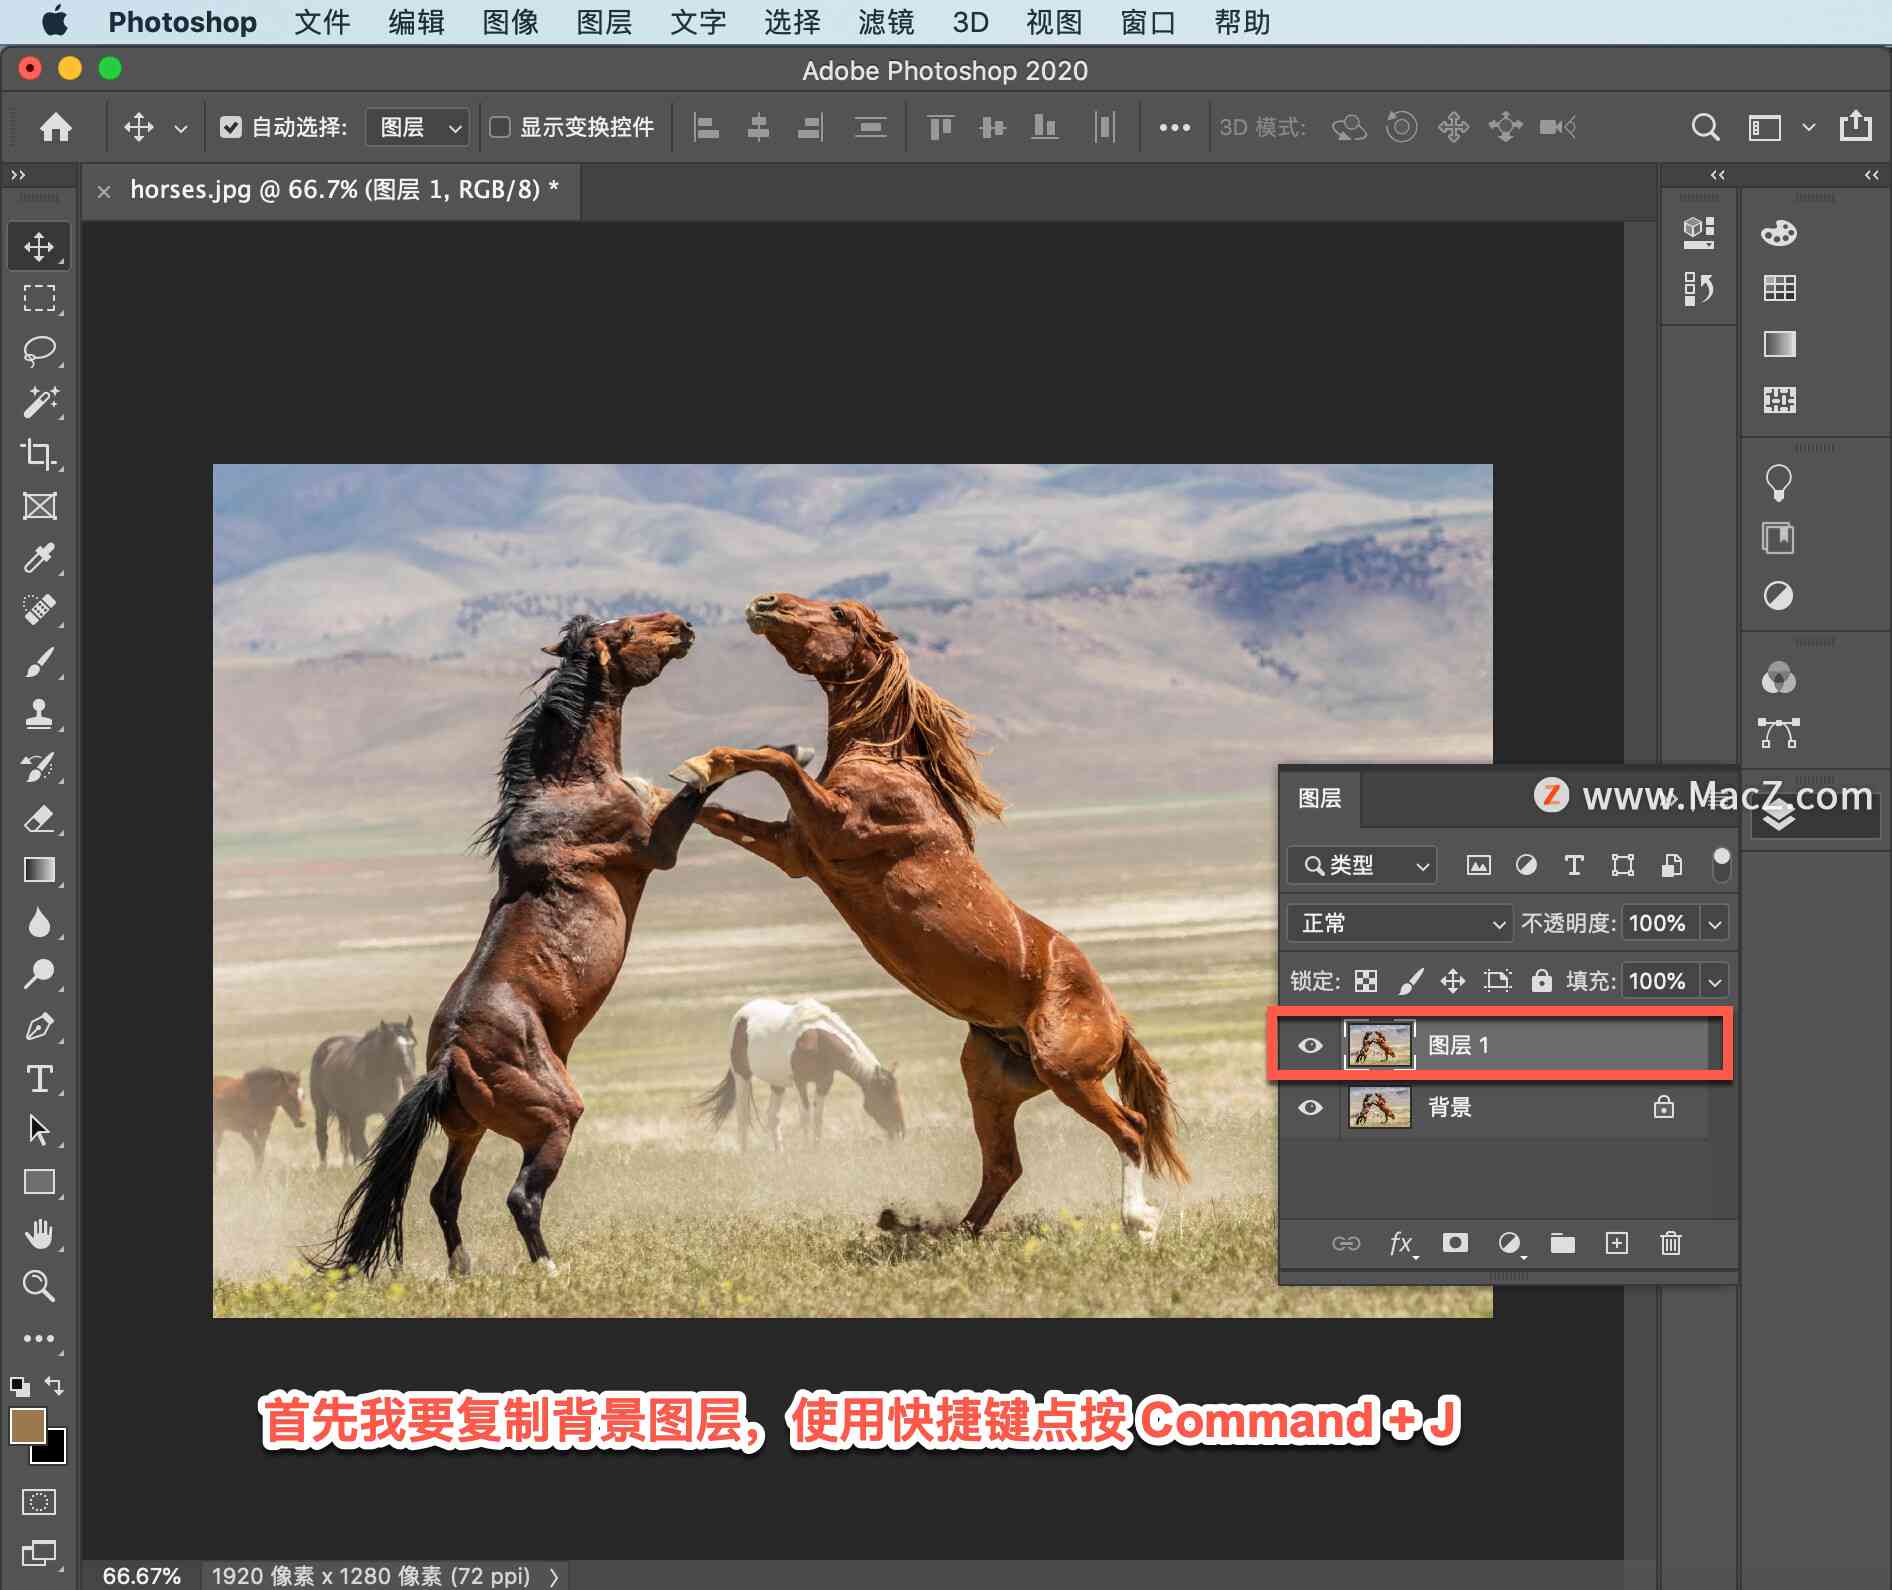 Photoshop 文件 编辑 图像 图层 文字 选择 滤镜 3D 视图 窗口 帮助
Adobe Photoshop 2020
自动选择: 图层 显示变换控件 3D 模式:
horses.jpg @ 66.7% (图层 1, RGB/8) *
图层
www.MacZ.com
类型
正常 不透明度: 100%
锁定: 填充: 100%
图层 1
背景
首先我要复制背景图层，使用快捷键点按 Command + J
66.67% 1920 像素 x 1280 像素 (72 ppi)